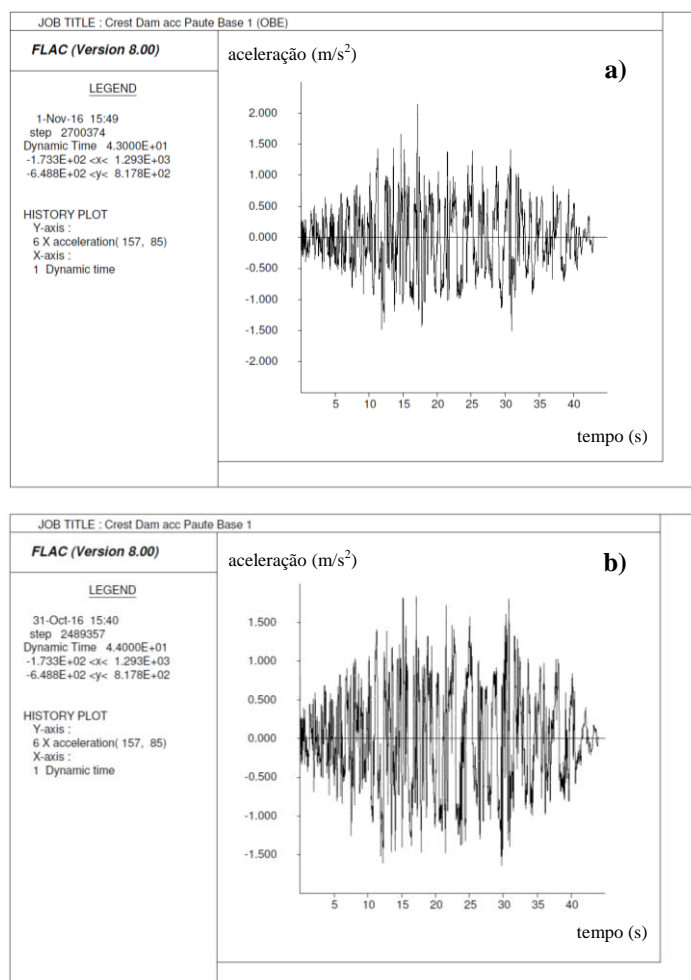 JOB TITLE : Crest Dam acc Paute Base 1 (OBE)
FLAC (Version 8.00)
LEGEND
1-Nov-16 15:49
step 2700374
Dynamic Time 4.3000E+01
-1.733E+02 <x< 1.293E+03
-6.488E+02 <y< 8.178E+02
HISTORY PLOT
Y-axis :
6 X acceleration( 157, 85)
X-axis :
1 Dynamic time
aceleração (m/s²)
a)
2.000
1.500
1.000
0.500
0.000
-0.500
-1.000
-1.500
-2.000
5 10 15 20 25 30 35 40
tempo (s)
JOB TITLE : Crest Dam acc Paute Base 1
FLAC (Version 8.00)
LEGEND
31-Oct-16 15:40
step 2489357
Dynamic Time 4.4000E+01
-1.733E+02 <x< 1.293E+03
-6.488E+02 <y< 8.178E+02
HISTORY PLOT
Y-axis :
6 X acceleration( 157, 85)
X-axis :
1 Dynamic time
aceleração (m/s²)
b)
1.500
1.000
0.500
0.000
-0.500
-1.000
-1.500
5 10 15 20 25 30 35 40
tempo (s)